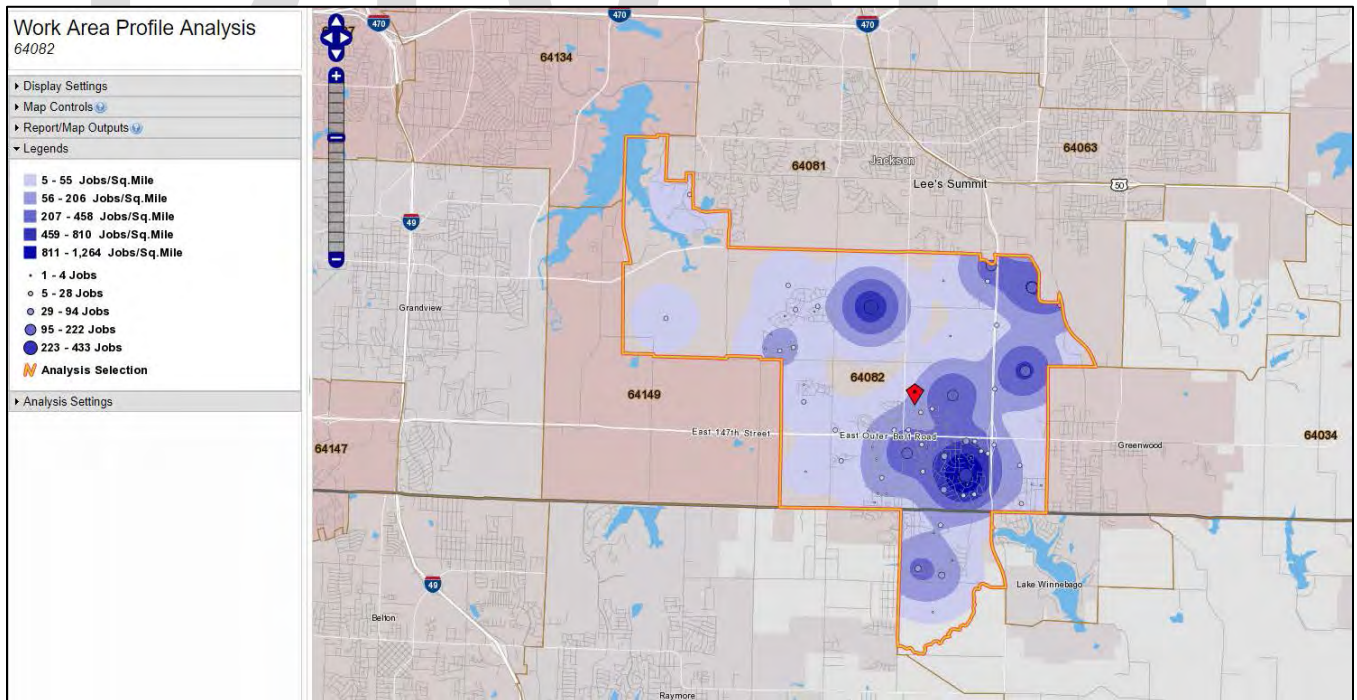 Work Area Profile Analysis
64082
Display Settings
Map Controls
Report/Map Outputs
Legends
5 - 55 Jobs/Sq.Mile
56 - 206 Jobs/Sq.Mile
207 - 458 Jobs/Sq.Mile
459 - 810 Jobs/Sq.Mile
811 - 1,264 Jobs/Sq.Mile
1 - 4 Jobs
5 - 28 Jobs
29 - 94 Jobs
95 - 222 Jobs
223 - 433 Jobs
Analysis Selection
Analysis Settings
470
470
470
64134
64081
Jackson
64063
Lee's Summit
50
49
Grandview
64082
64149
East 147th Street
East Outer Belt Road
Greenwood
64034
64147
49
Lake Winnebago
Belton
Raymore